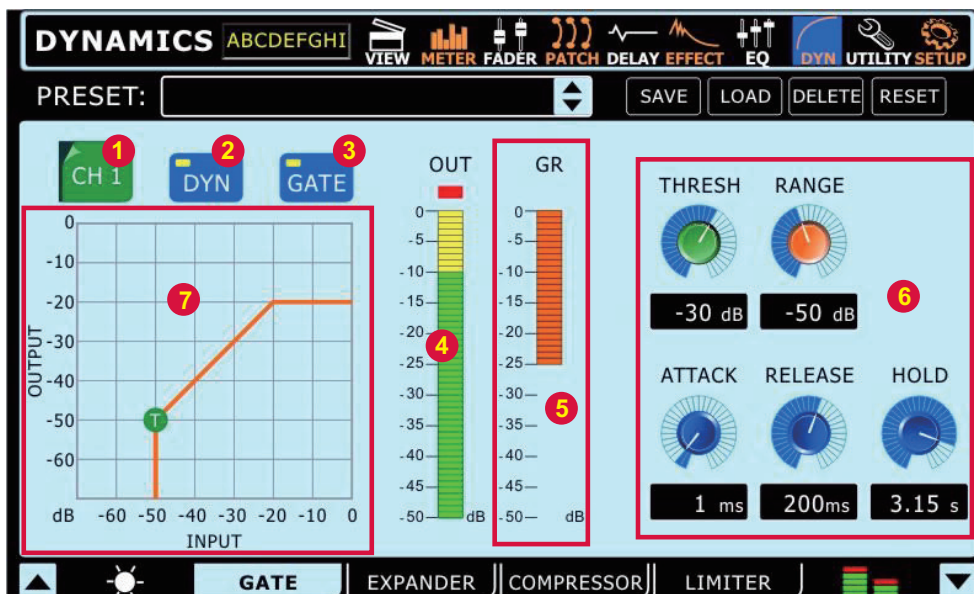 DYNAMICS ABCDEFGHI VIEW METER FADER PATCH DELAY EFFECT EQ DYN UTILITY SETUP
PRESET: SAVE LOAD DELETE RESET
1 2 3
CH 1 DYN GATE OUT GR
THRESH RANGE
0 0 0
-5 -5
-10 -10 -10
7 -15 -15 6
-20 -20 -20 -30 dB -50 dB
4
OUTPUT
-30 -25 -25
-40 -30 -30 ATTACK RELEASE HOLD
5
T
-50 -35 -35
-40 -40
-60 -45 -45
dB -60 -50 -40 -30 -20 -10 0 -50 dB -50 dB 1 ms 200ms 3.15 s
INPUT
GATE EXPANDER COMPRESSOR LIMITER